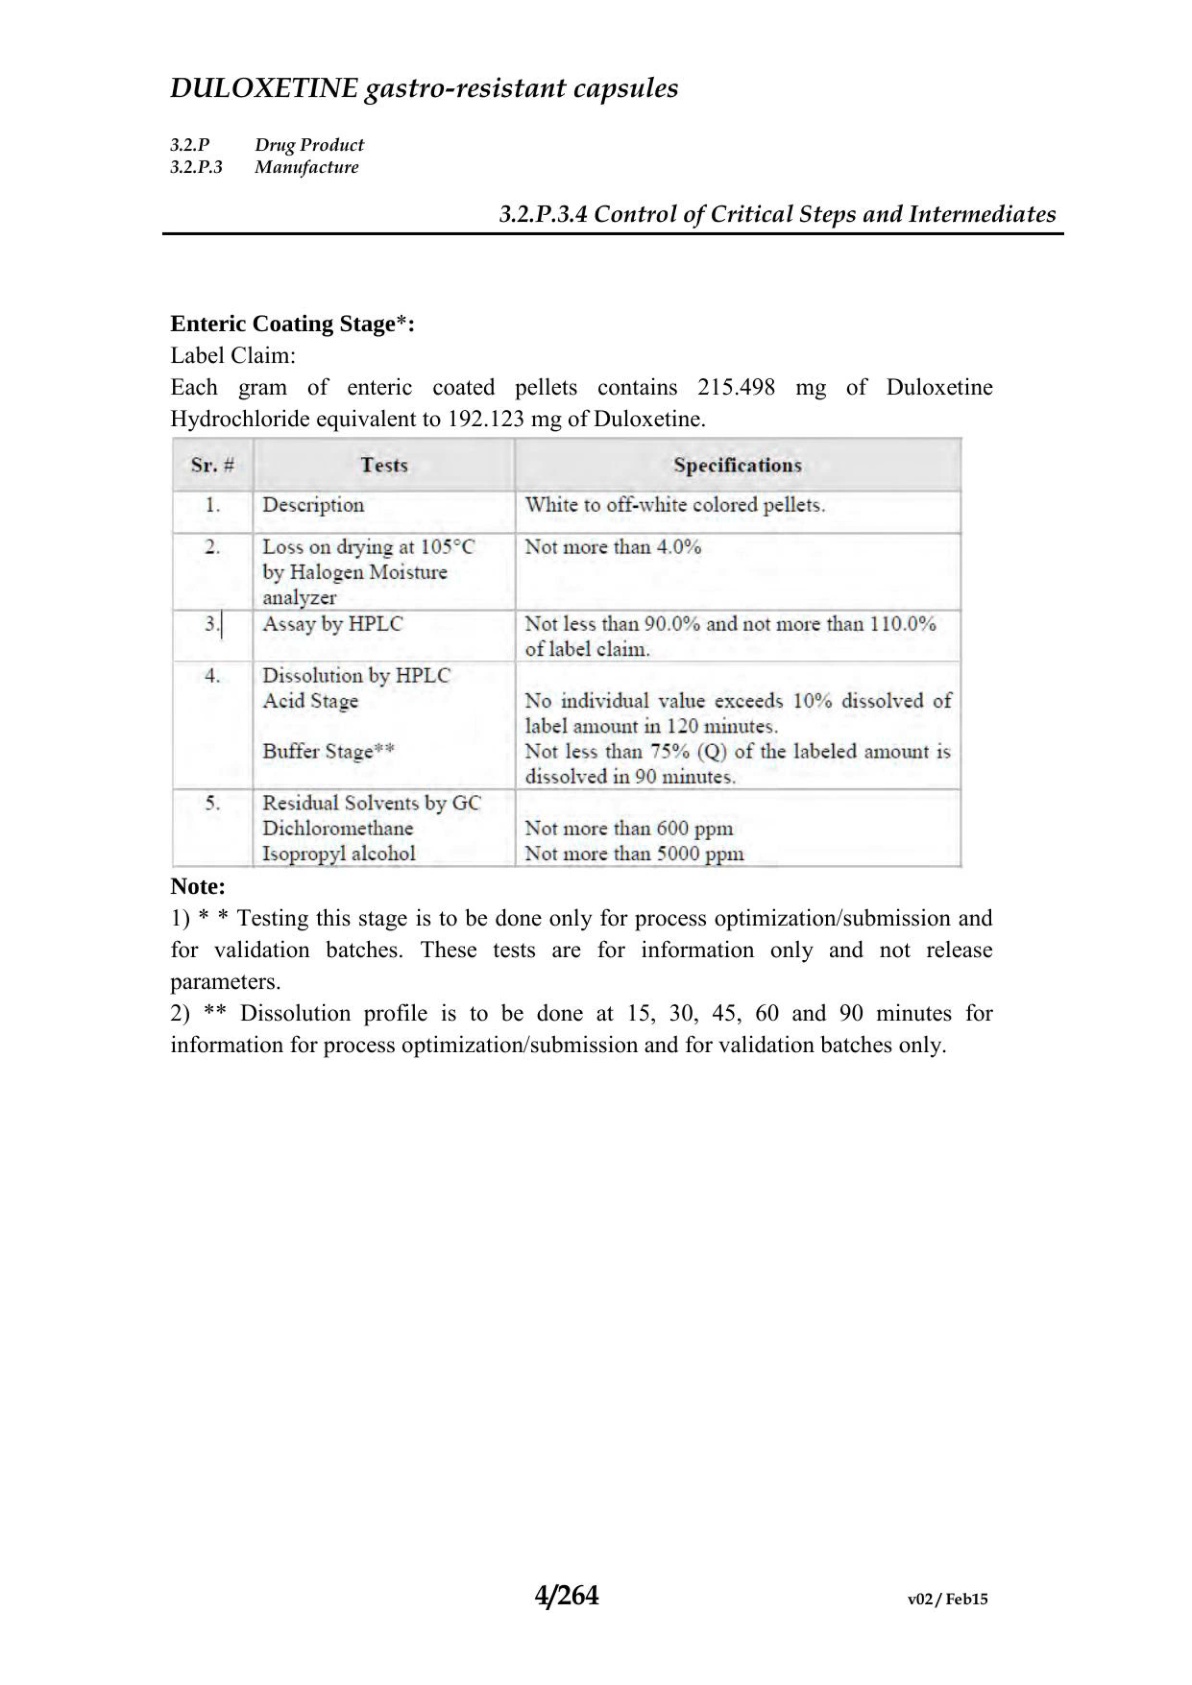 DULOXETINE gastro-resistant capsules
3.2.P Drug Product
3.2.P.3 Manufacture
3.2.P.3.4 Control of Critical Steps and Intermediates
Enteric Coating Stage*:
Label Claim:
Each gram of enteric coated pellets contains 215.498 mg of Duloxetine
Hydrochloride equivalent to 192.123 mg of Duloxetine.
Sr. # Tests Specifications
1. Description White to off-white colored pellets.
2. Loss on drying at 105°C Not more than 4.0%
by Halogen Moisture
analyzer
3. Assay by HPLC Not less than 90.0% and not more than 110.0%
of label claim.
4. Dissolution by HPLC
Acid Stage No individual value exceeds 10% dissolved of
label amount in 120 minutes.
Buffer Stage** Not less than 75% (Q) of the labeled amount is
dissolved in 90 minutes.
5. Residual Solvents by GC
Dichloromethane Not more than 600 ppm
Isopropyl alcohol Not more than 5000 ppm
Note:
1) * * Testing this stage is to be done only for process optimization/submission and
for validation batches. These tests are for information only and not release
parameters.
2) ** Dissolution profile is to be done at 15, 30, 45, 60 and 90 minutes for
information for process optimization/submission and for validation batches only.
4/264
v02 / Feb15